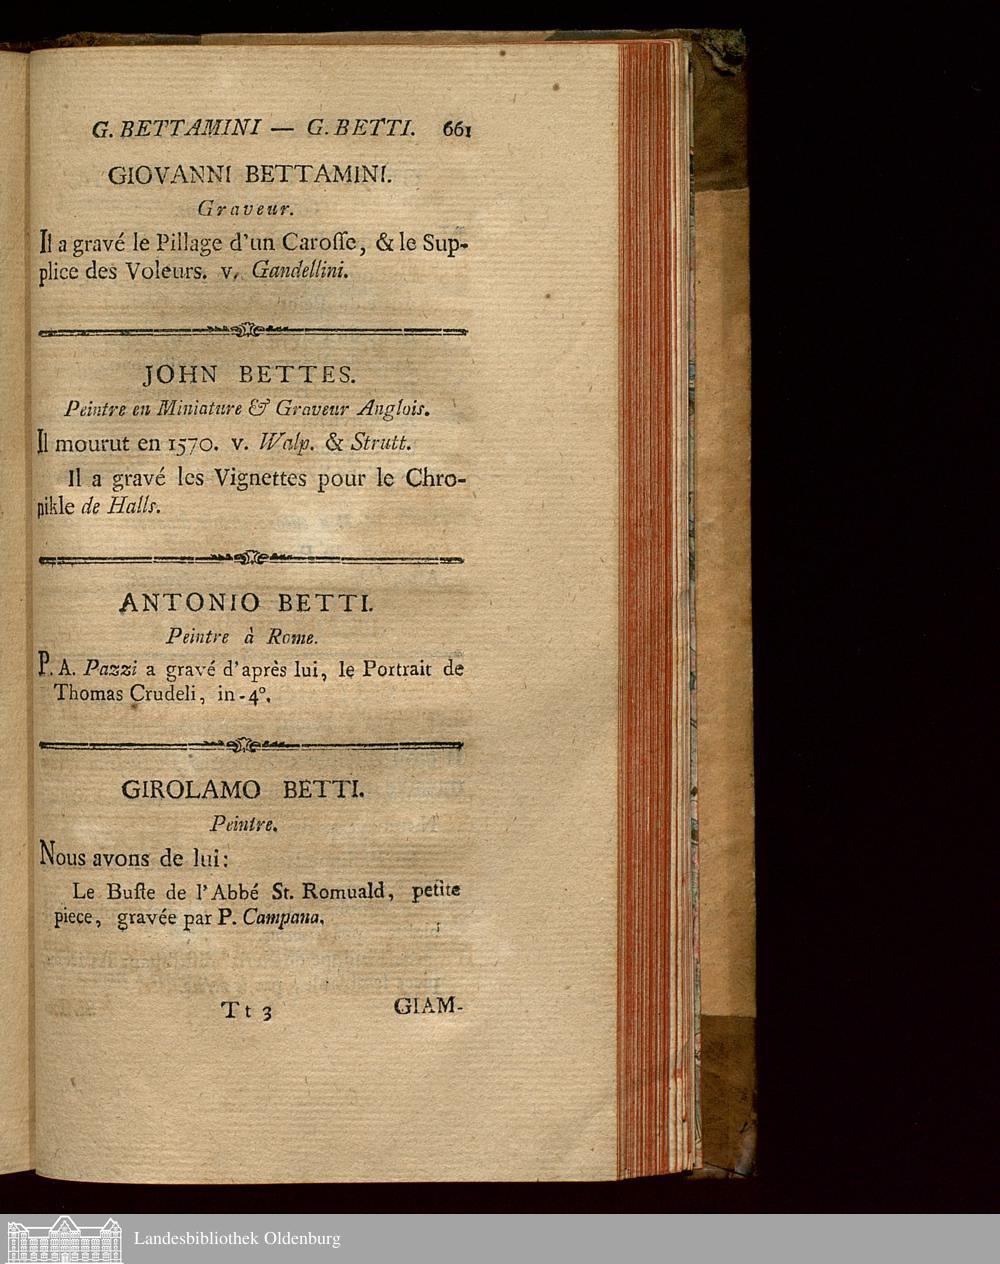 G. BETTAMINI — G. BETTI. 661
GIOVANNI BETTAMINI.
Graveur.
Il a gravé le Pillage d'un Carosse, & le Sup-
plice des Voleurs. v. Gandellini.
JOHN BETTES.
Peintre en Miniature & Graveur Anglois.
Il mourut en 1570. v. Walp. & Strutt.
Il a gravé les Vignettes pour le Chro-
nikle de Halls.
ANTONIO BETTI.
Peintre à Rome.
P. A. Pazzi a gravé d'après lui, le Portrait de
Thomas Crudeli, in-4°.
GIROLAMO BETTI.
Peintre.
Nous avons de lui:
Le Buste de l'Abbé St. Romuald, petite
piece, gravée par P. Campana.
Tt 3 GIAM-
Landesbibliothek Oldenburg